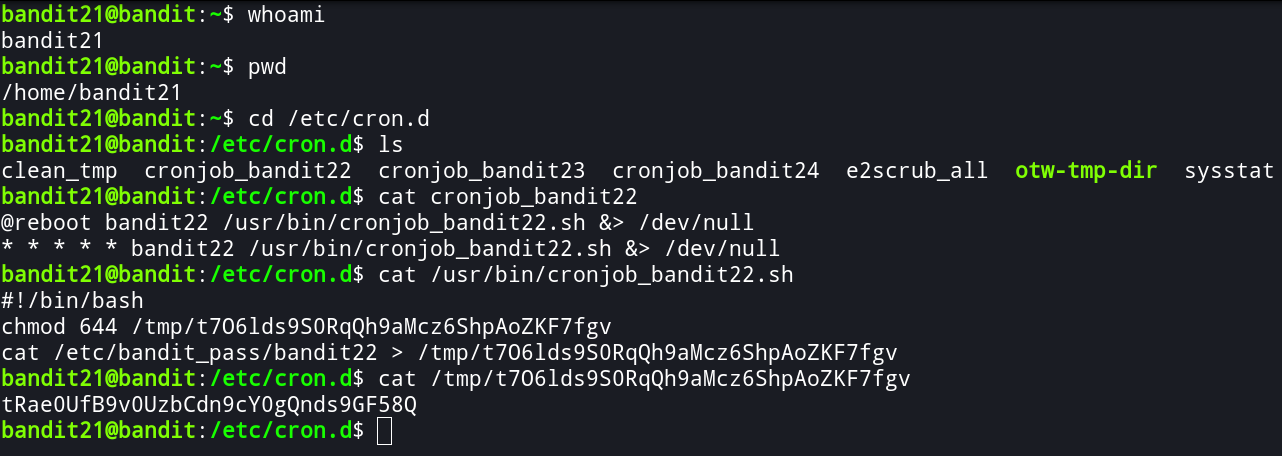 bandit21@bandit:~$ whoami
bandit21
bandit21@bandit:~$ pwd
/home/bandit21
bandit21@bandit:~$ cd /etc/cron.d
bandit21@bandit:/etc/cron.d$ ls
clean_tmp  cronjob_bandit22  cronjob_bandit23  cronjob_bandit24  e2scrub_all  otw-tmp-dir  sysstat
bandit21@bandit:/etc/cron.d$ cat cronjob_bandit22
@reboot bandit22 /usr/bin/cronjob_bandit22.sh &> /dev/null
* * * * * bandit22 /usr/bin/cronjob_bandit22.sh &> /dev/null
bandit21@bandit:/etc/cron.d$ cat /usr/bin/cronjob_bandit22.sh
#!/bin/bash
chmod 644 /tmp/t7O6lds9S0RqQh9aMcz6ShpAoZKF7fgv
cat /etc/bandit_pass/bandit22 > /tmp/t7O6lds9S0RqQh9aMcz6ShpAoZKF7fgv
bandit21@bandit:/etc/cron.d$ cat /tmp/t7O6lds9S0RqQh9aMcz6ShpAoZKF7fgv
tRae0UfB9v0UzbCdn9cY0gQnds9GF58Q
bandit21@bandit:/etc/cron.d$